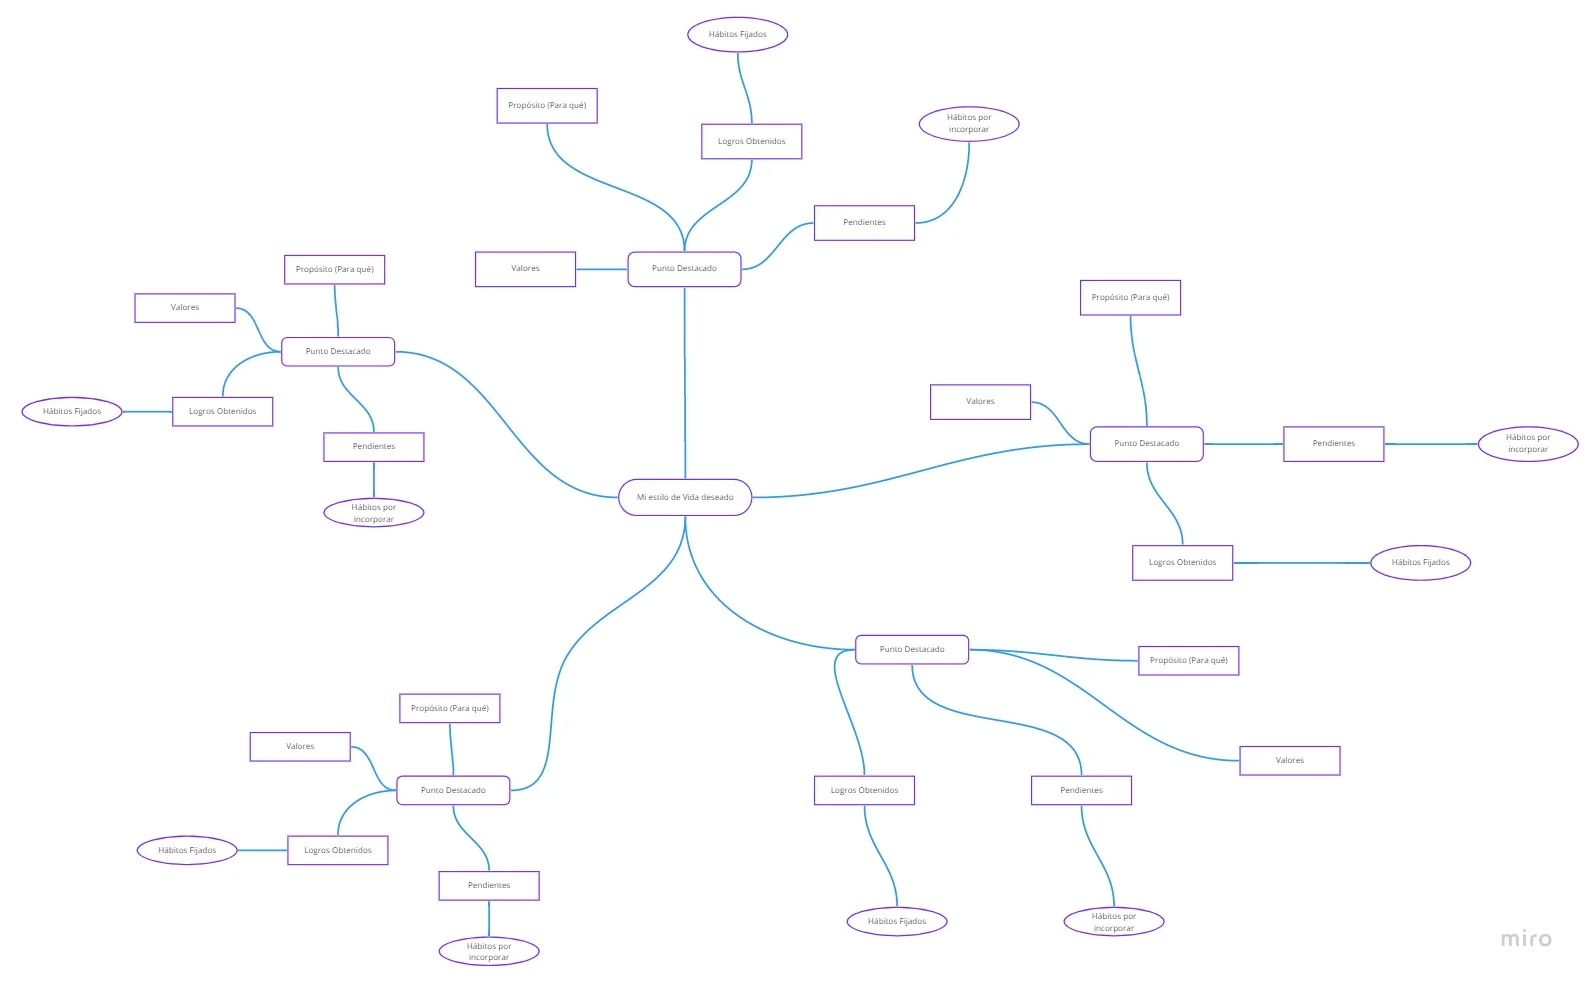 Hábitos Fijados
Propósito (Para qué)
Logros Obtenidos
Hábitos por
incorporar
Pendientes
Valores
Punto Destacado
Propósito (Para qué)
Valores
Punto Destacado
Hábitos Fijados
Logros Obtenidos
Pendientes
Hábitos por
incorporar
Propósito (Para qué)
Valores
Punto Destacado
Pendientes
Hábitos por
incorporar
Logros Obtenidos
Hábitos Fijados
Mi estilo de Vida deseado
Punto Destacado
Propósito (Para qué)
Valores
Logros Obtenidos
Pendientes
Hábitos Fijados
Hábitos por
incorporar
Propósito (Para qué)
Valores
Punto Destacado
Hábitos Fijados
Logros Obtenidos
Pendientes
Hábitos por
incorporar
miro